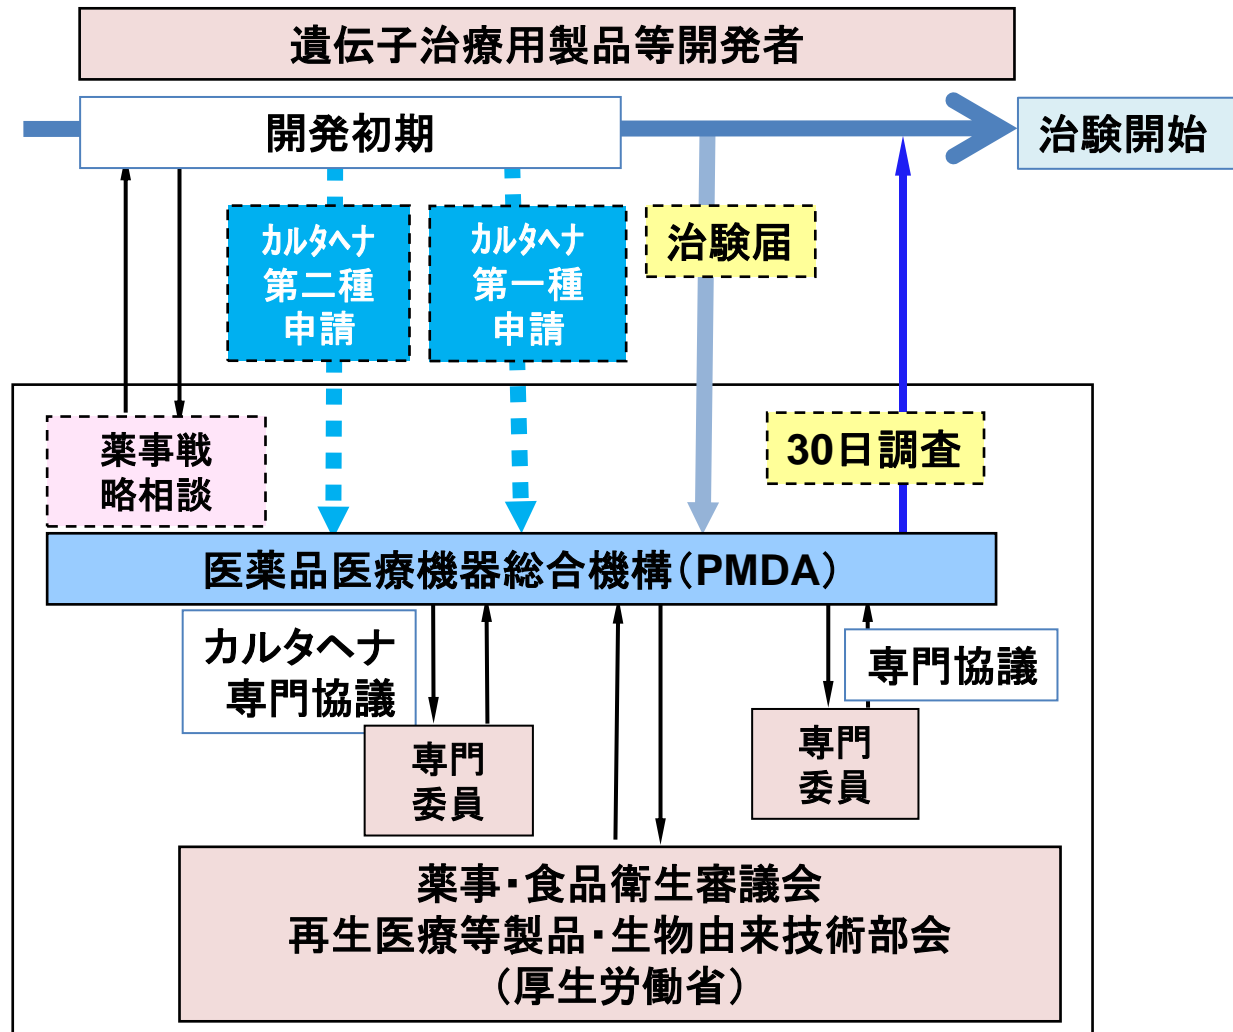 遺伝子治療用製品等開発者
開発初期
治験開始
カルタヘナ
第二種
申請
カルタヘナ
第一種
申請
治験届
薬事戦
略相談
30日調査
医薬品医療機器総合機構（PMDA）
カルタヘナ
専門協議
専門協議
専門
委員
専門
委員
薬事・食品衛生審議会
再生医療等製品・生物由来技術部会
（厚生労働省）